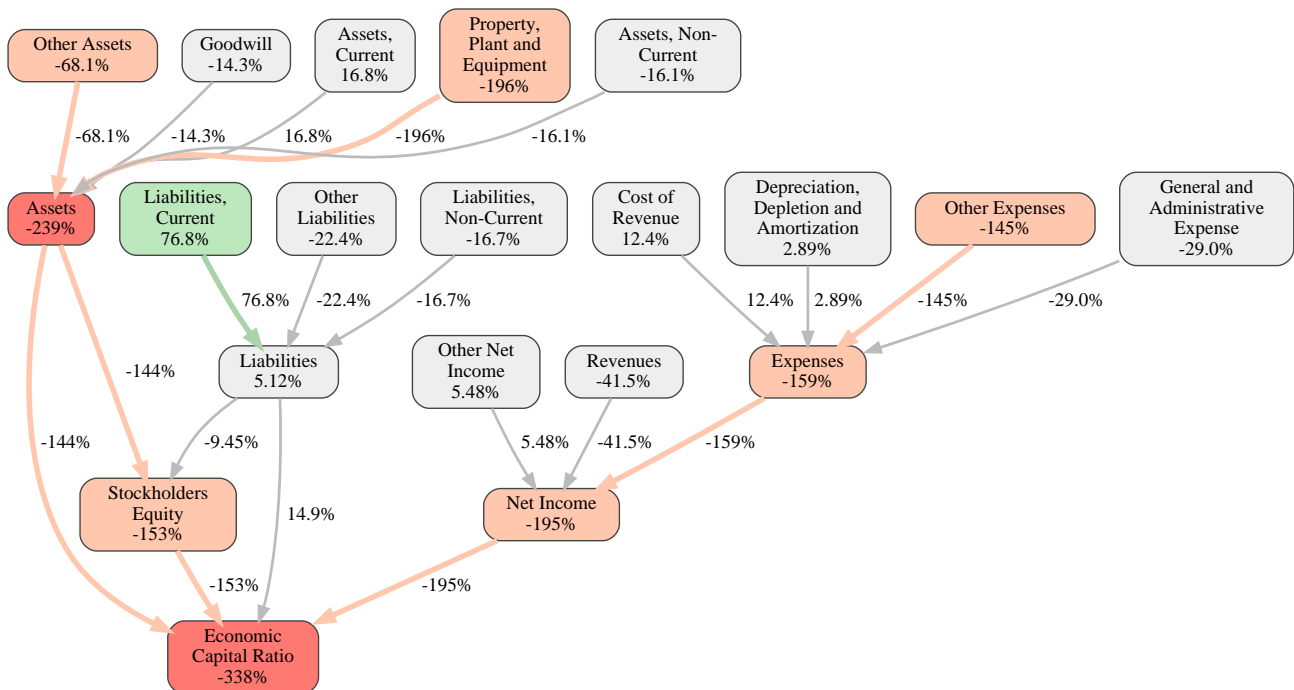 Other Assets
-68.1%
Goodwill
-14.3%
Assets,
Current
16.8%
Property,
Plant and
Equipment
-196%
Assets, Non-
Current
-16.1%
-68.1%
-14.3%
16.8%
-196%
-16.1%
Assets
-239%
Liabilities,
Current
76.8%
Other
Liabilities
-22.4%
Liabilities,
Non-Current
-16.7%
Cost of
Revenue
12.4%
Depreciation,
Depletion and
Amortization
2.89%
Other Expenses
-145%
General and
Administrative
Expense
-29.0%
76.8%
-22.4%
-16.7%
12.4%
2.89%
-145%
-29.0%
-144%
Liabilities
5.12%
Other Net
Income
5.48%
Revenues
-41.5%
Expenses
-159%
-144%
-9.45%
5.48%
-41.5%
-159%
Stockholders
Equity
-153%
14.9%
Net Income
-195%
-153%
-195%
Economic
Capital Ratio
-338%